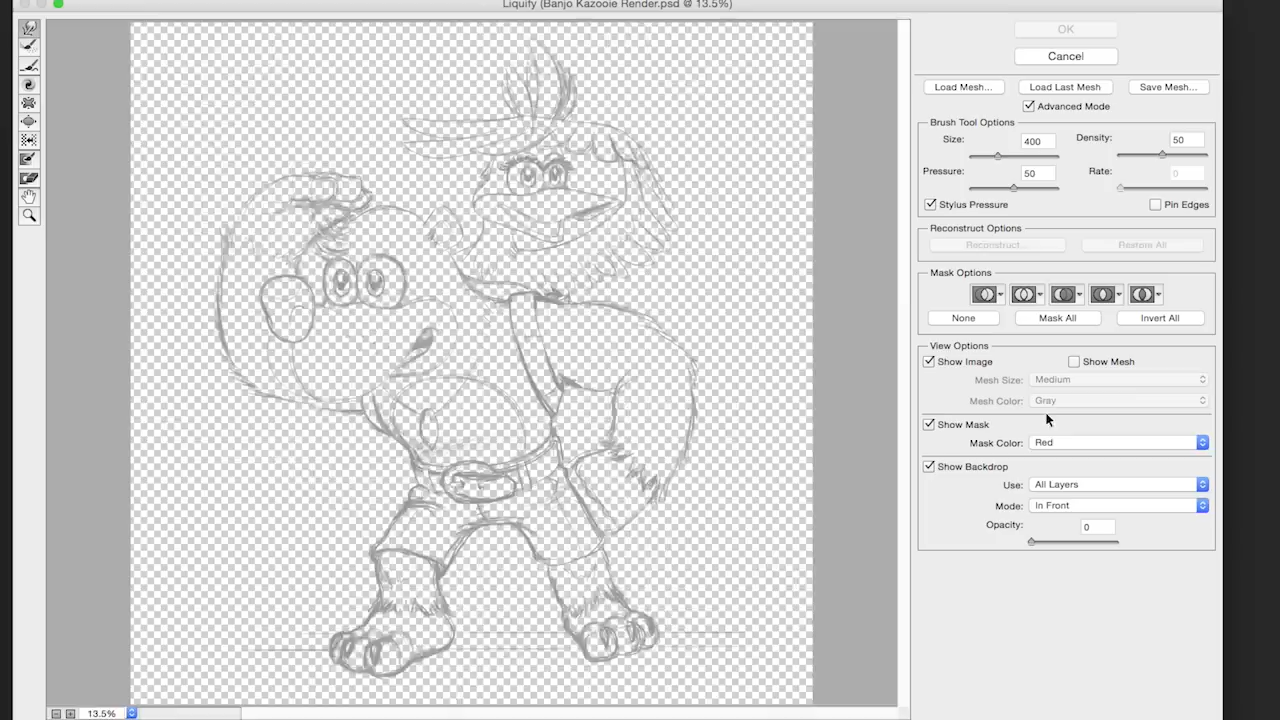 Liquify (Banjo Kazooie Render.psd @ 13.5%)
OK
Cancel
Load Mesh... Load Last Mesh Save Mesh...
Advanced Mode
Brush Tool Options
Size: 400 Density: 50
Pressure: 50 Rate: 0
Stylus Pressure Pin Edges
Reconstruct Options
Reconstruct... Restore All
Mask Options
None Mask All Invert All
View Options
Show Image Show Mesh
Mesh Size: Medium
Mesh Color: Gray
Show Mask
Mask Color: Red
Show Backdrop
Use: All Layers
Mode: In Front
Opacity: 0
13.5%